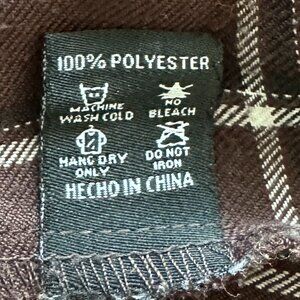 100% POLYESTER
MACHINE NO
WASH COLD BLEACH
HANG DRY DO NOT
ONLY IRON
HECHO IN CHINA